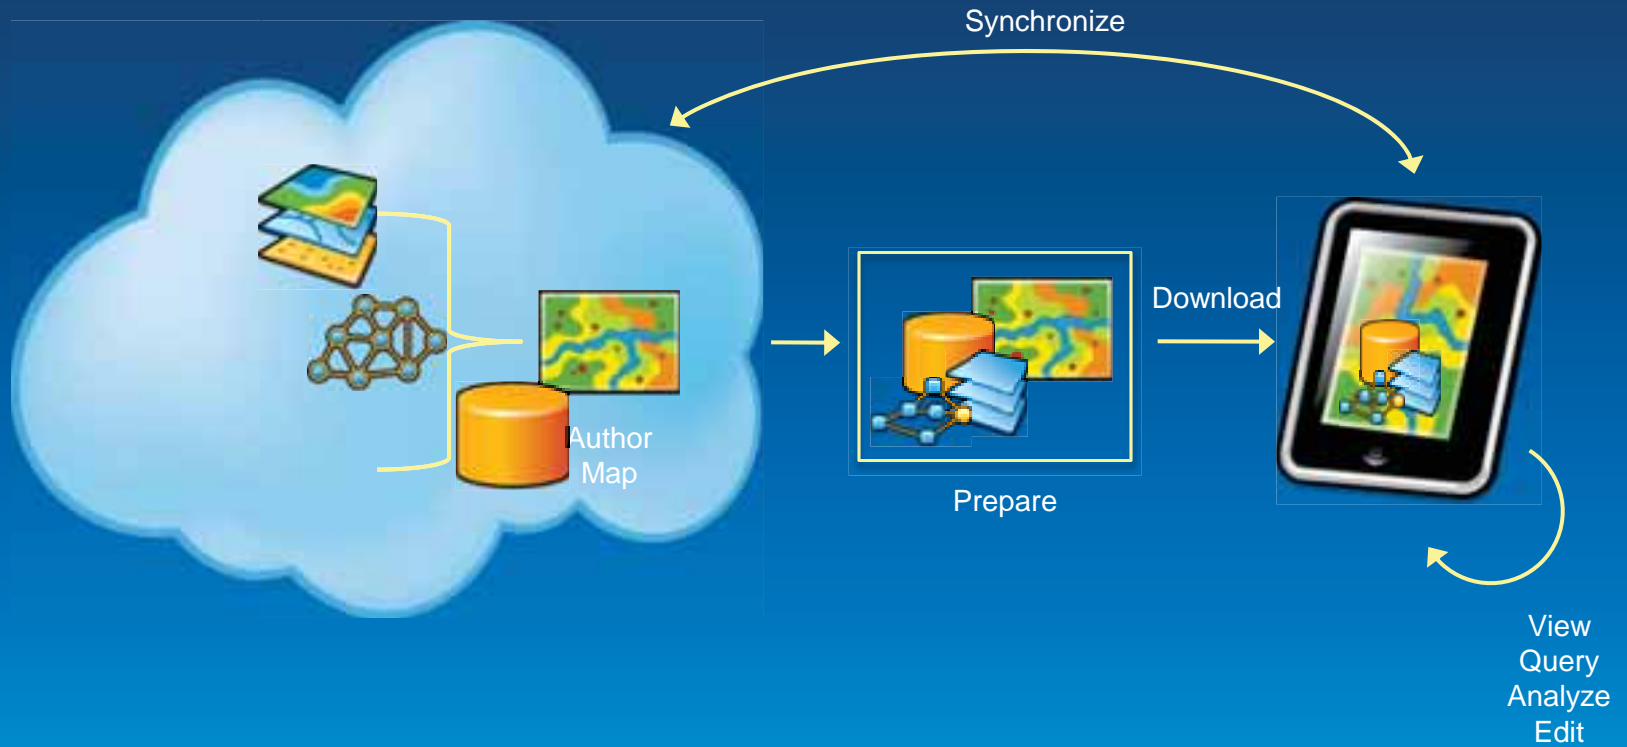 Synchronize
Author
Map
Prepare
Download
View
Query
Analyze
Edit